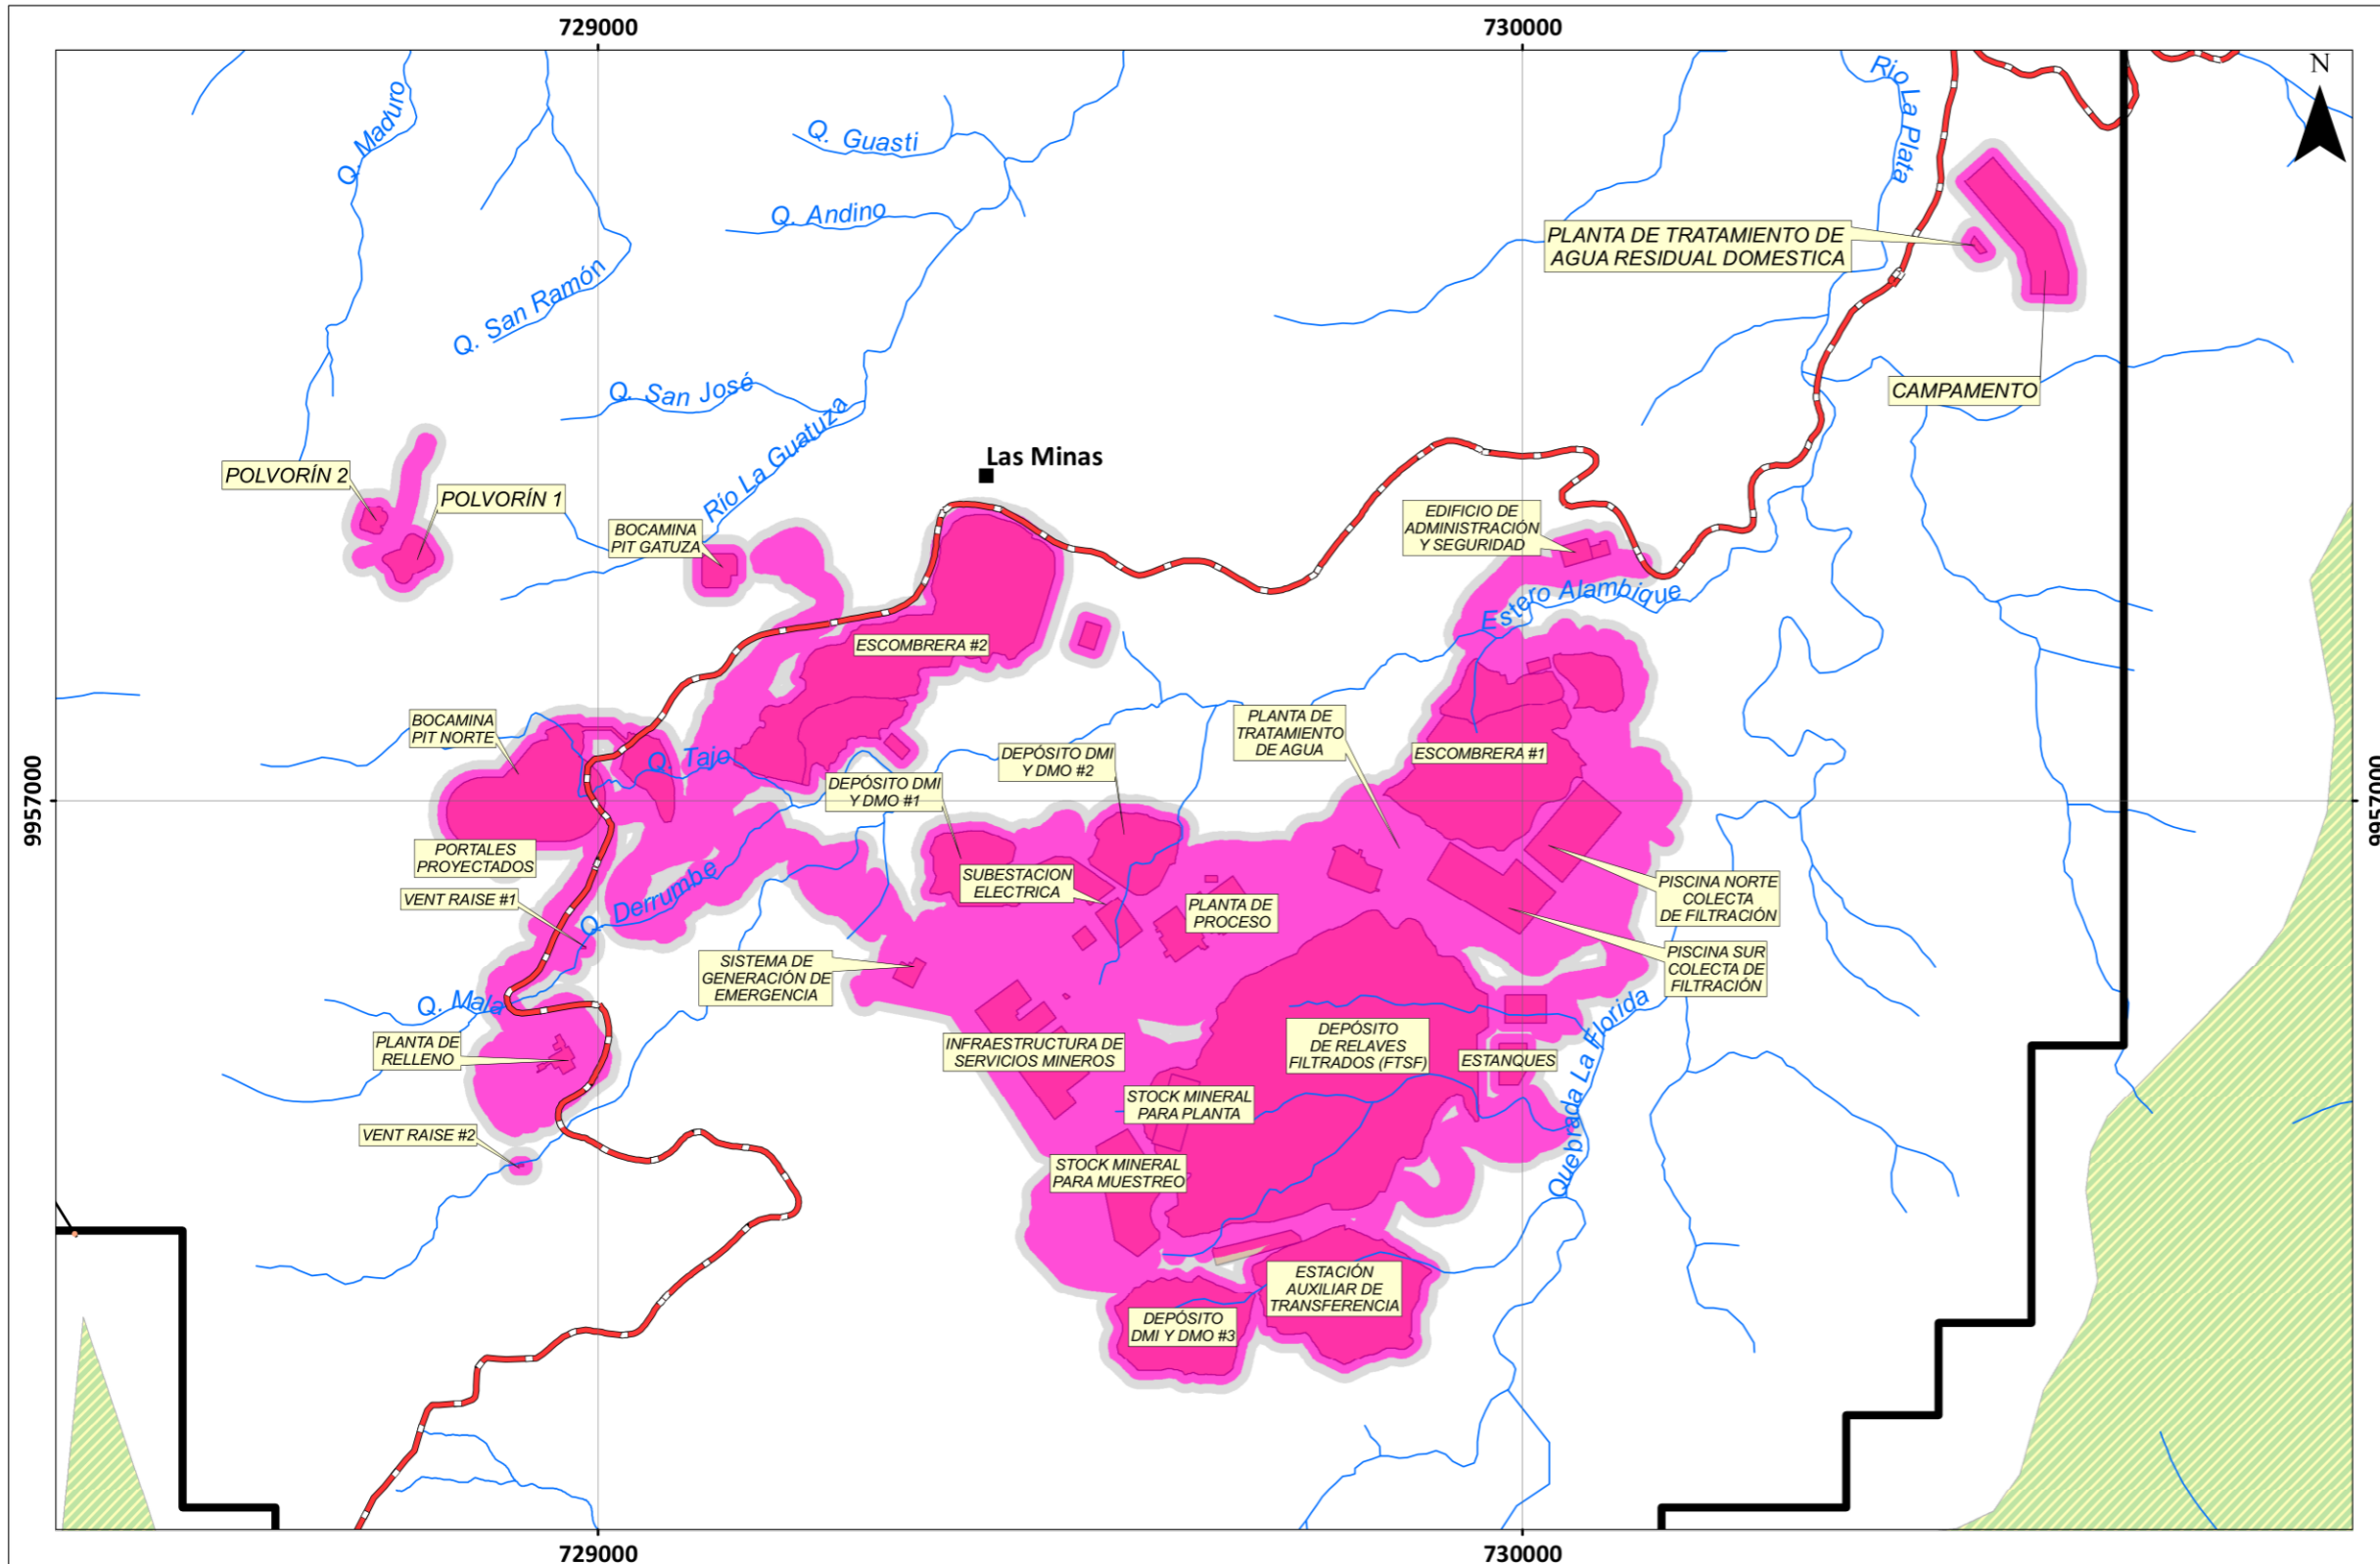 729000
730000
N
Q. Maduro
Q. Guasti
Río La Plata
Q. Andino
PLANTA DE TRATAMIENTO DE
AGUA RESIDUAL DOMESTICA
Q. San Ramón
Q. San José
CAMPAMENTO
Río La Guatuza
Las Minas
POLVORÍN 2
POLVORÍN 1
BOCAMINA
PIT GATUZA
EDIFICIO DE
ADMINISTRACIÓN
Y SEGURIDAD
Estero Alambique
ESCOMBRERA #2
BOCAMINA
PIT NORTE
PLANTA DE
TRATAMIENTO
DE AGUA
ESCOMBRERA #1
Q. Tajo
DEPÓSITO DMI
Y DMO #2
DEPÓSITO DMI
Y DMO #1
9957000
9957000
PORTALES
PROYECTADOS
SUBESTACION
ELECTRICA
VENT RAISE #1
Q. Derrumbe
PLANTA DE
PROCESO
PISCINA NORTE
COLECTA
DE FILTRACIÓN
SISTEMA DE
GENERACIÓN DE
EMERGENCIA
PISCINA SUR
COLECTA DE
FILTRACIÓN
Q. Mala
PLANTA DE
RELLENO
INFRAESTRUCTURA DE
SERVICIOS MINEROS
DEPÓSITO
DE RELAVES
FILTRADOS (FTSF)
ESTANQUES
Quebrada La Florida
STOCK MINERAL
PARA PLANTA
VENT RAISE #2
STOCK MINERAL
PARA MUESTREO
ESTACIÓN
AUXILIAR DE
TRANSFERENCIA
DEPÓSITO
DMI Y DMO #3
729000
730000